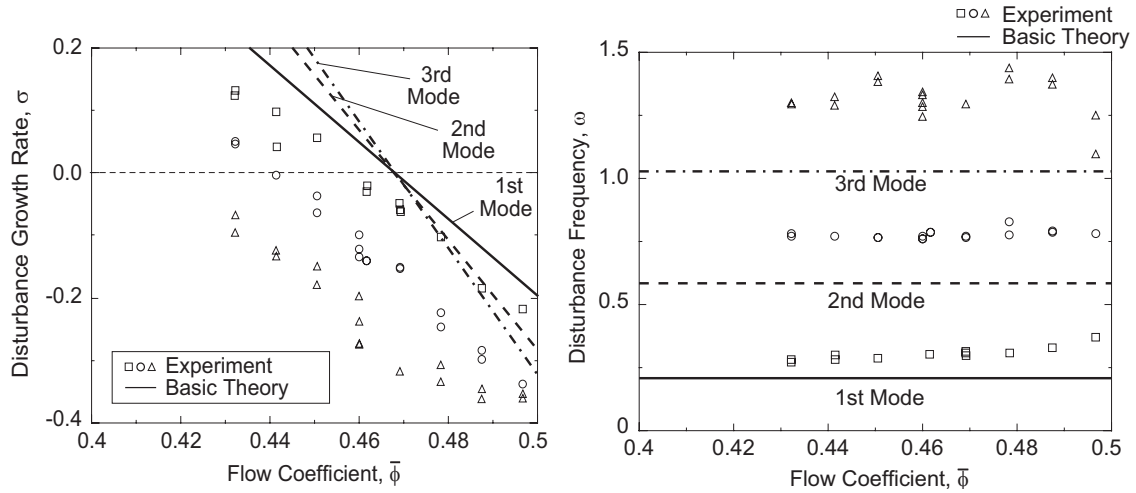 0.2
0.0
-0.2
-0.4
0.4
0.42
0.44
0.46
0.48
0.5
Disturbance Growth Rate, σ
Flow Coefficient, ϕ̄
3rd
Mode
2nd
Mode
1st
Mode
Experiment
Basic Theory
Experiment
Basic Theory
1.5
1.0
0.5
0
0.4
0.42
0.44
0.46
0.48
0.5
Disturbance Frequency, ω
Flow Coefficient, ϕ̄
3rd Mode
2nd Mode
1st Mode